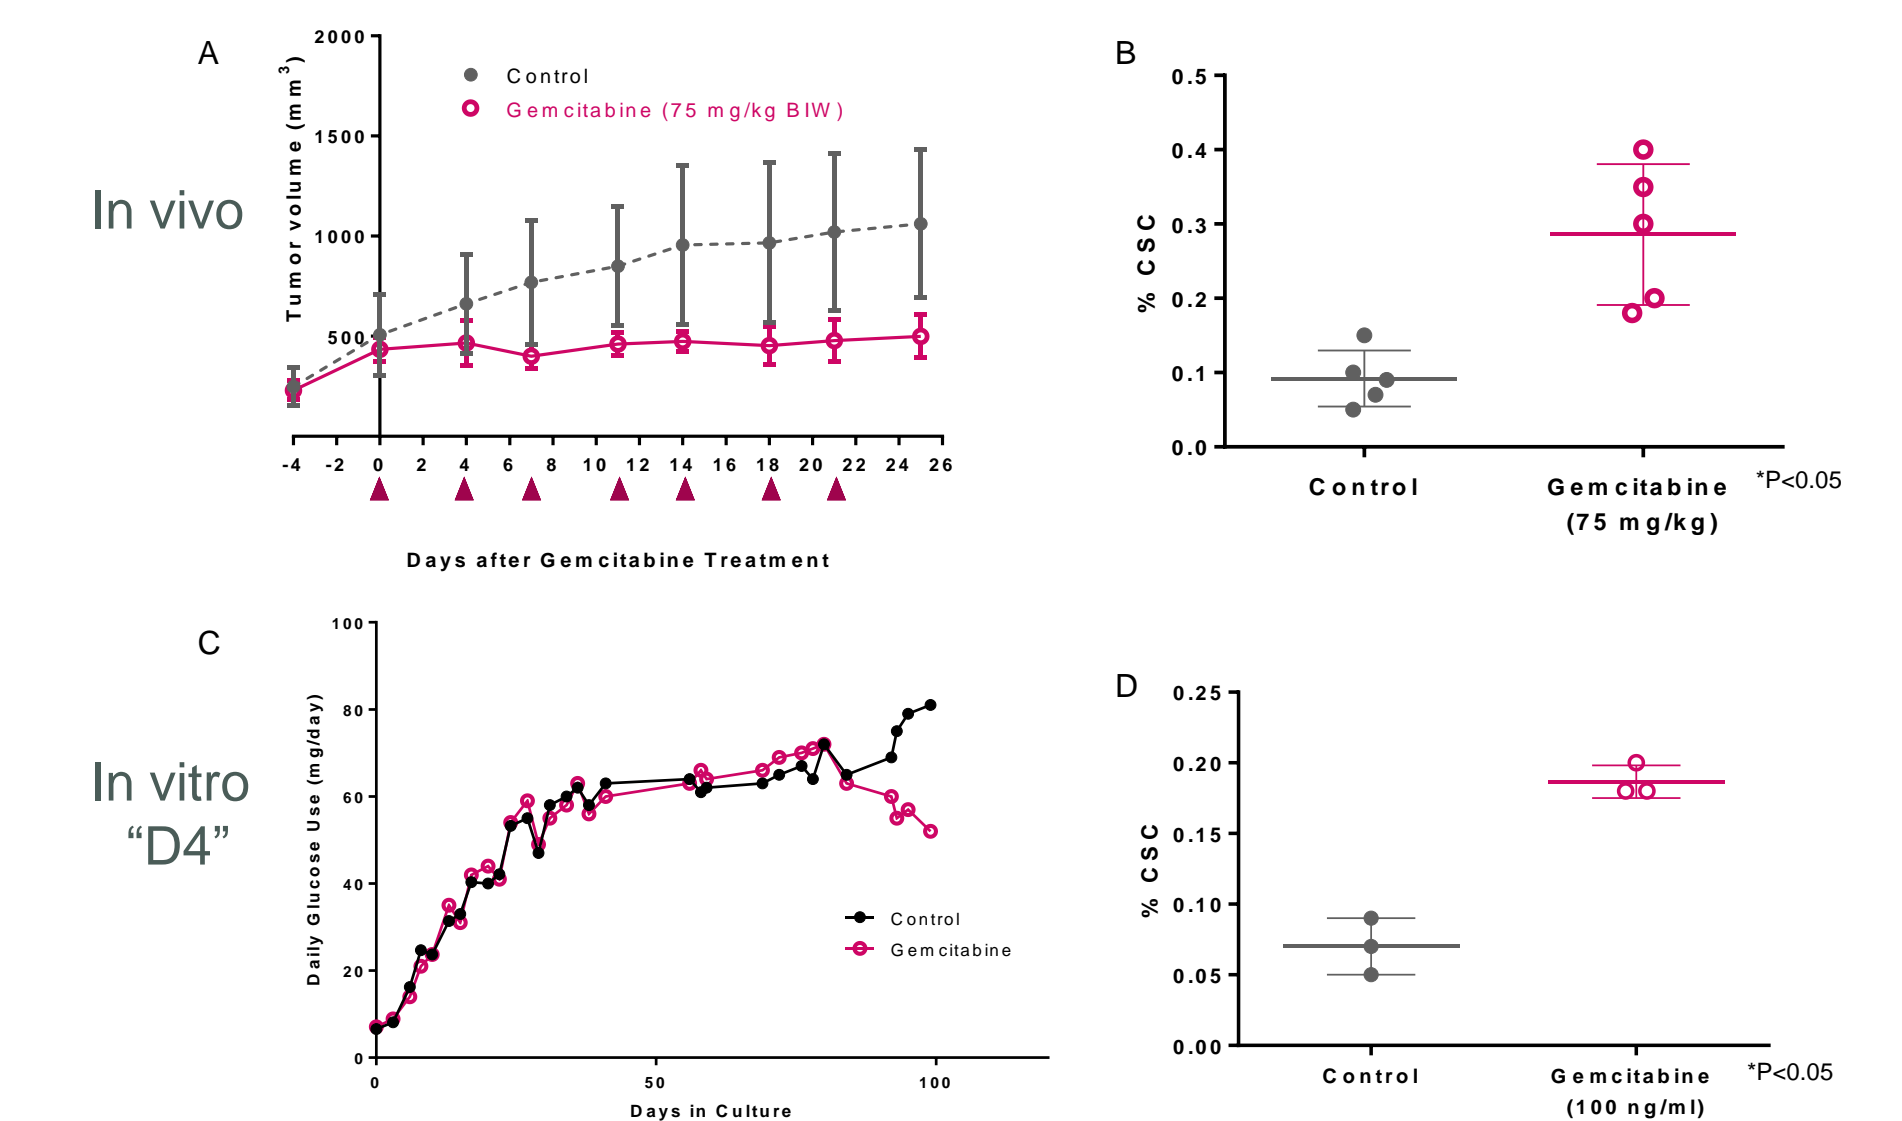 A
In vivo
Tumor volume (mm3)
2000
1500
1000
500
Control
Gemcitabine (75 mg/kg BIW)
-4 -2 0 2 4 6 8 10 12 14 16 18 20 22 24 26
Days after Gemcitabine Treatment
B
% CSC
0.5
0.4
0.3
0.2
0.1
0.0
Control
Gemcitabine
(75 mg/kg)
*P<0.05
C
In vitro
“D4”
Daily Glucose Use (mg/day)
100
80
60
40
20
0
Control
Gemcitabine
0 50 100
Days in Culture
D
% CSC
0.25
0.20
0.15
0.10
0.05
0.00
Control
Gemcitabine
(100 ng/ml)
*P<0.05